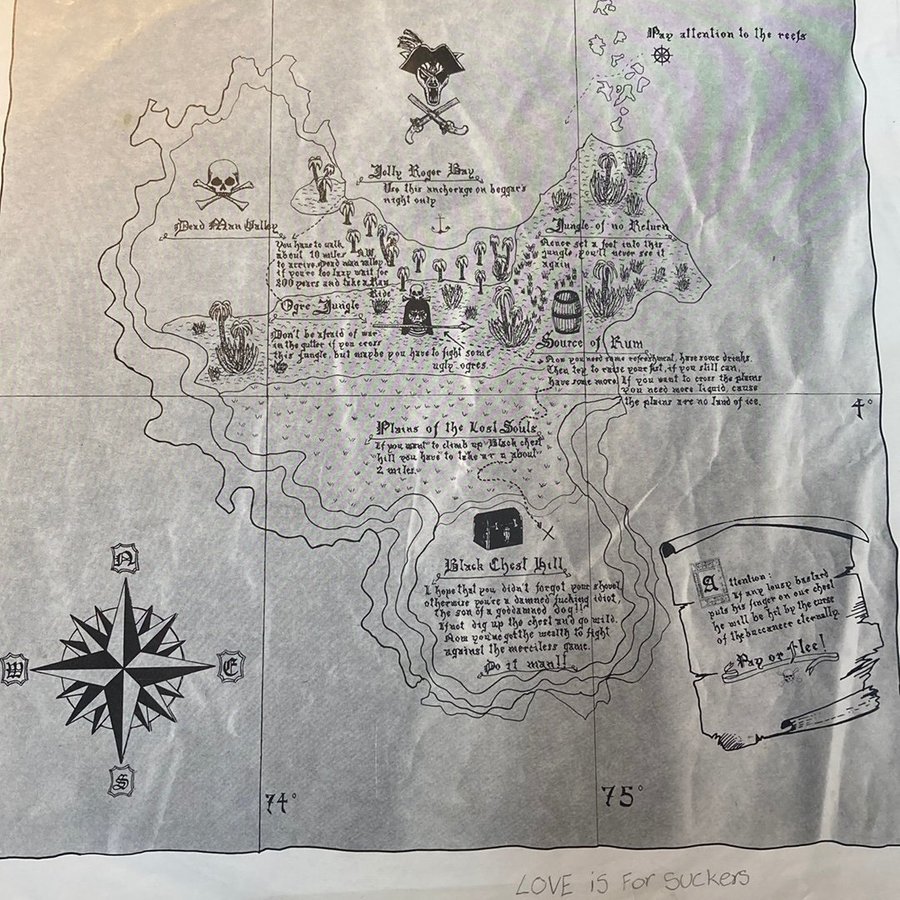 Pay attention to the reefs
Jolly Roger Bay
Use this anchorage on beggar's
night only
Dead Man Valley
Jungle of no Return
Never set a foot into this
jungle, you'll never see it
again
You have to walk
about 10 miles N.W.
to arrive Dead man valley
if you're too lazy wait for
200 years and take a Ray
Ride
Ogre-Jungle
Don't be afraid of war
in the gutter if you cross
this jungle, but maybe you have to fight some
ugly ogres.
Source of Rum
Now you need some refreshment, have some drinks.
Then try to raise your fist, if you still can,
have some more! If you want to cross the plains
you need more liquid, cause
the plains are no land of ice.
4°
Plains of the Lost Souls
If you want to climb up Black chest
hill you have to take at a about
2 miles.
Black Chest Hill
I hope that you didn't forgot your shovel
otherwise you're a damned fucking idiot,
the son of a goddamned dog!!
If not dig up the chest and go wild.
Now you've got the wealth to fight
against the merciless game.
Do it man!!
Attention:
If any lousy bastard
puts his finger on our chest
he will be hit by the curse
of the buccaneer eternally.
Pay or flee!
N
W
E
S
74°
75°
LOVE is For Suckers